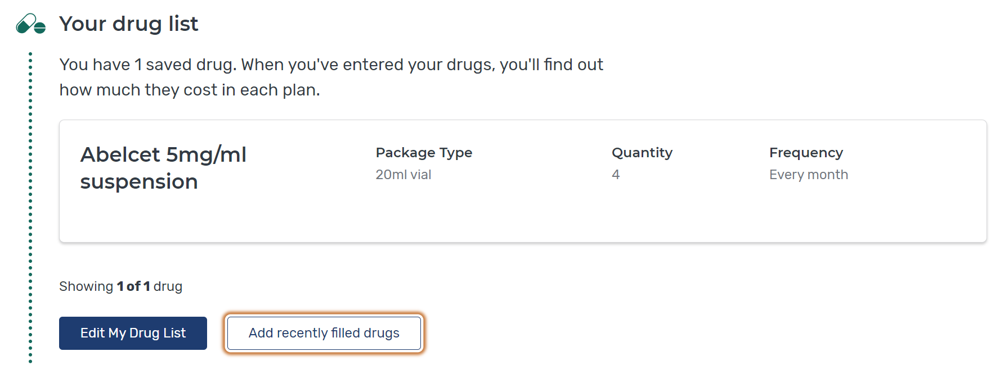 Your drug list
You have 1 saved drug. When you've entered your drugs, you'll find out
how much they cost in each plan.
Abelcet 5mg/ml
suspension
Package Type
20ml vial
Quantity
4
Frequency
Every month
Showing 1 of 1 drug
Edit My Drug List
Add recently filled drugs